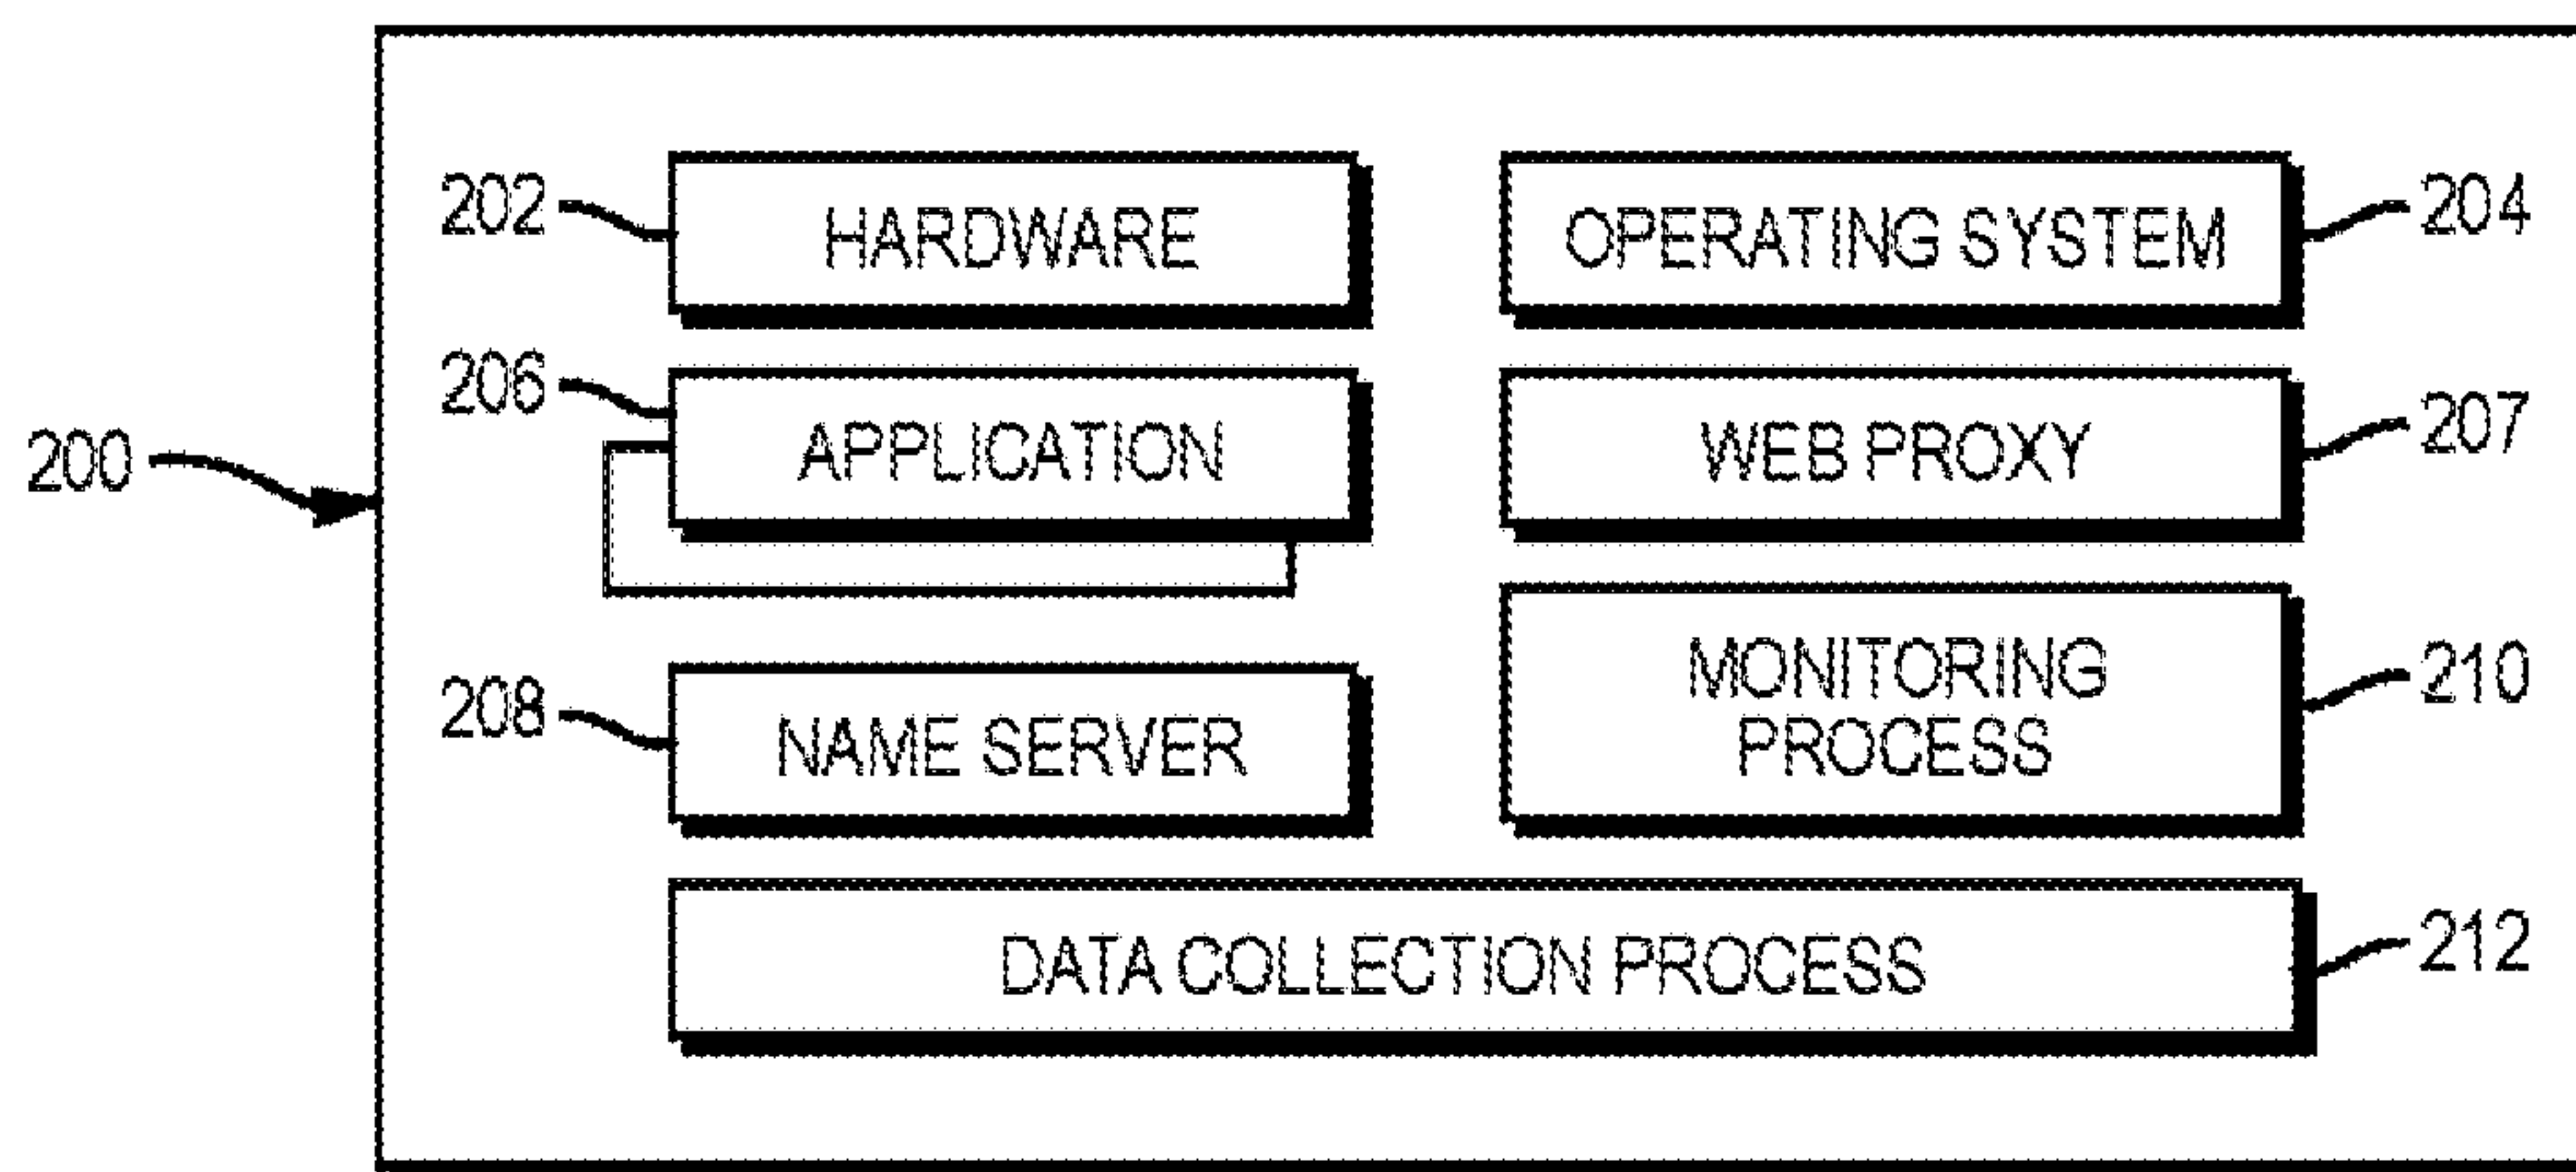 202
HARDWARE
OPERATING SYSTEM
204
206
APPLICATION
WEB PROXY
207
200
208
NAME SERVER
MONITORING
PROCESS
210
DATA COLLECTION PROCESS
212